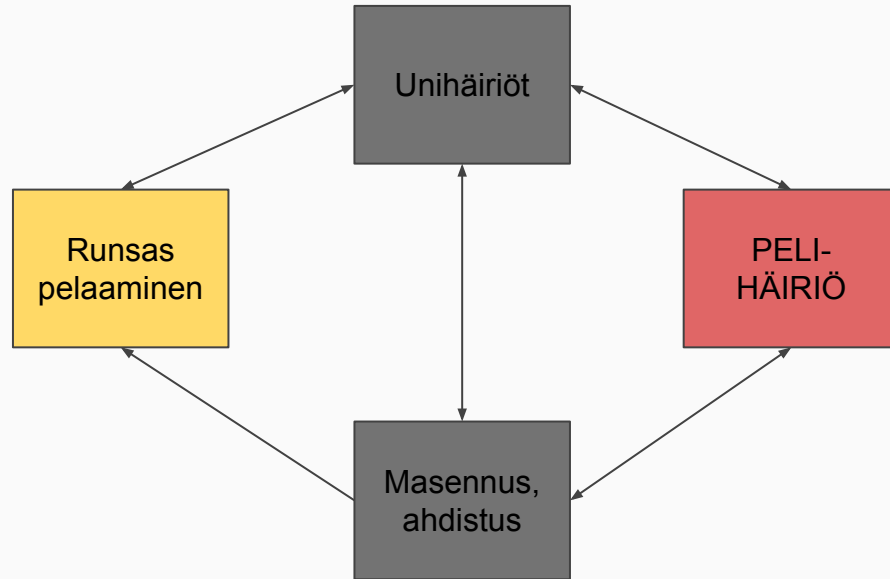 Unihäiriöt
Runsas
pelaaminen
PELI-
HÄIRIÖ
Masennus,
ahdistus